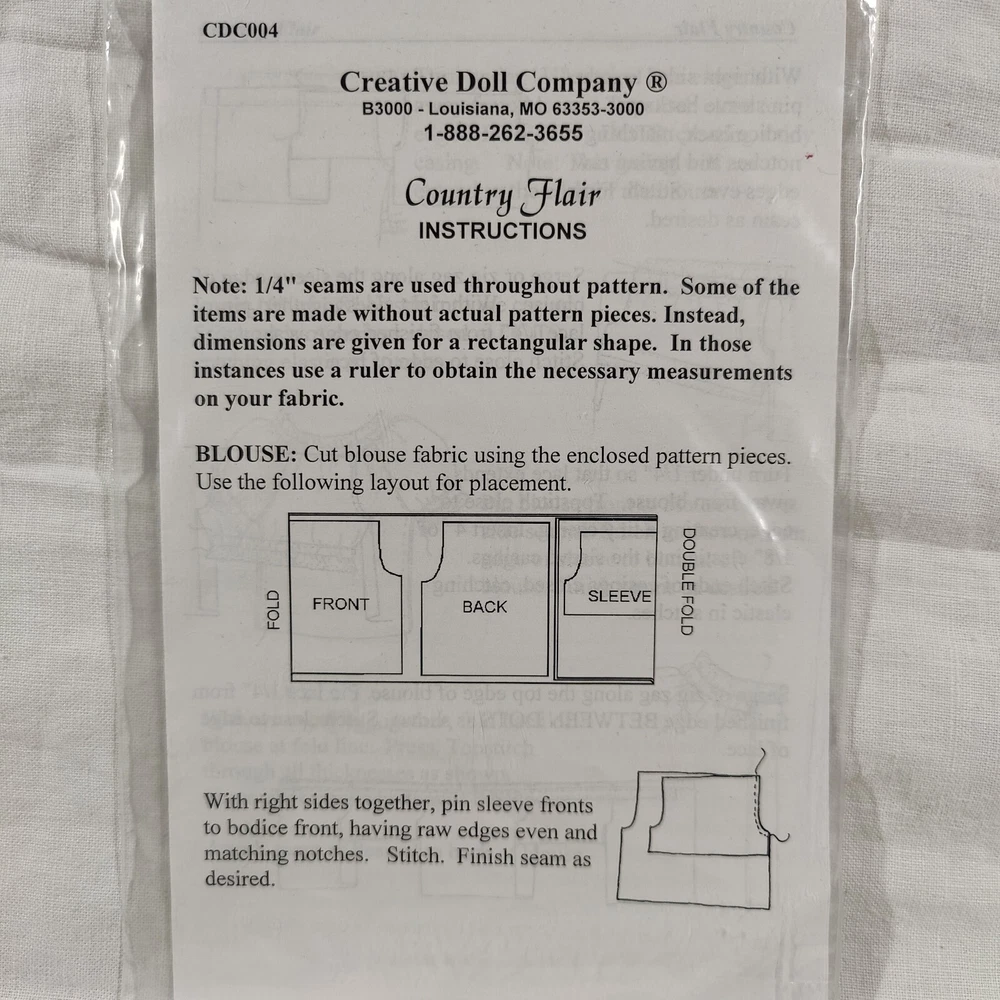 CDC004
Creative Doll Company ®
B3000 - Louisiana, MO 63353-3000
1-888-262-3655
Country Flair
INSTRUCTIONS
Note: 1/4" seams are used throughout pattern. Some of the
items are made without actual pattern pieces. Instead,
dimensions are given for a rectangular shape. In those
instances use a ruler to obtain the necessary measurements
on your fabric.
BLOUSE: Cut blouse fabric using the enclosed pattern pieces.
Use the following layout for placement.
FOLD
FRONT
BACK
SLEEVE
DOUBLE FOLD
With right sides together, pin sleeve fronts
to bodice front, having raw edges even and
matching notches. Stitch. Finish seam as
desired.